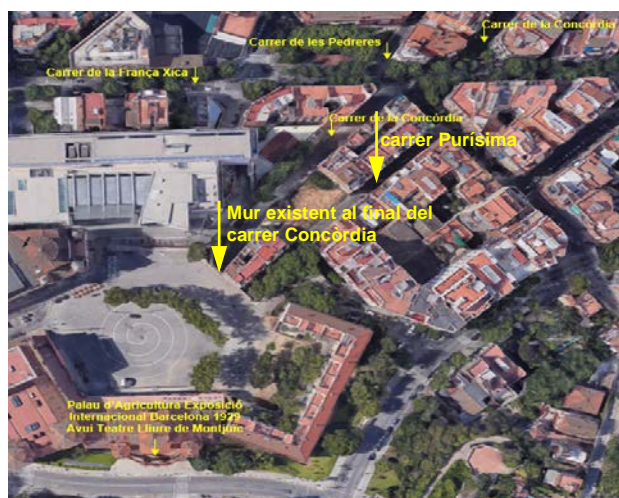 Carrer de la Concòrdia
Carrer de les Pedreres
Carrer de la França Xica
Carrer de la Concòrdia
carrer Purísima
Mur existent al final del
carrer Concòrdia
Palau d'Agricultura Exposició
Internacional Barcelona 1929
Avui Teatre Lliure de Montjuïc